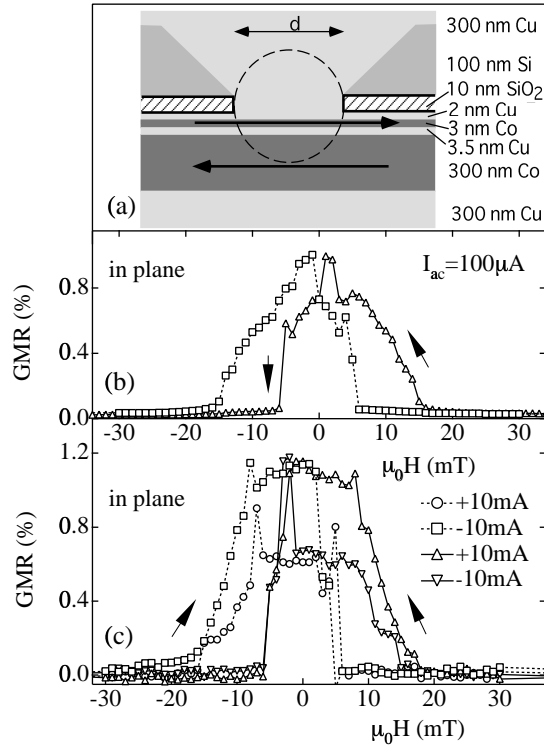 d
300 nm Cu
100 nm Si
10 nm SiO2
2 nm Cu
3 nm Co
3.5 nm Cu
300 nm Co
300 nm Cu
(a)
in plane
I_ac=100μA
GMR (%)
0.8
0.4
0.0
(b)
-30 -20 -10 0 10 20 30
μ0H (mT)
in plane
+10mA
-10mA
+10mA
-10mA
GMR (%)
1.2
0.8
0.4
0.0
(c)
-30 -20 -10 0 10 20 30
μ0H (mT)